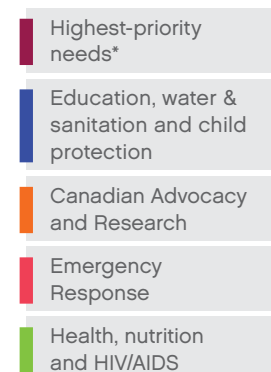 Highest-priority
needs*
Education, water &
sanitation and child
protection
Canadian Advocacy
and Research
Emergency
Response
Health, nutrition
and HIV/AIDS